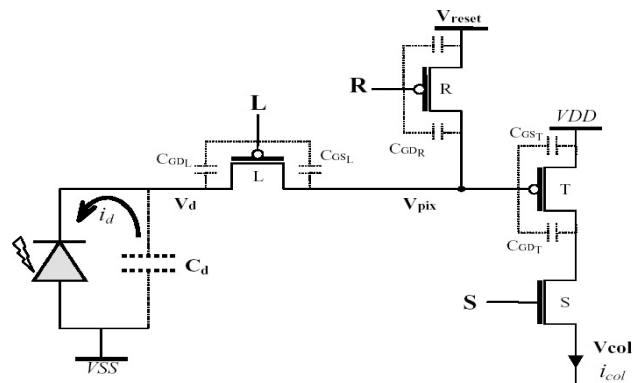 Vreset
R
R
CGDR
L
CGDL
L
CGSL
Vd
Vpix
id
Cd
VSS
VDD
CGST
T
CGDT
S
S
Vcol
icol